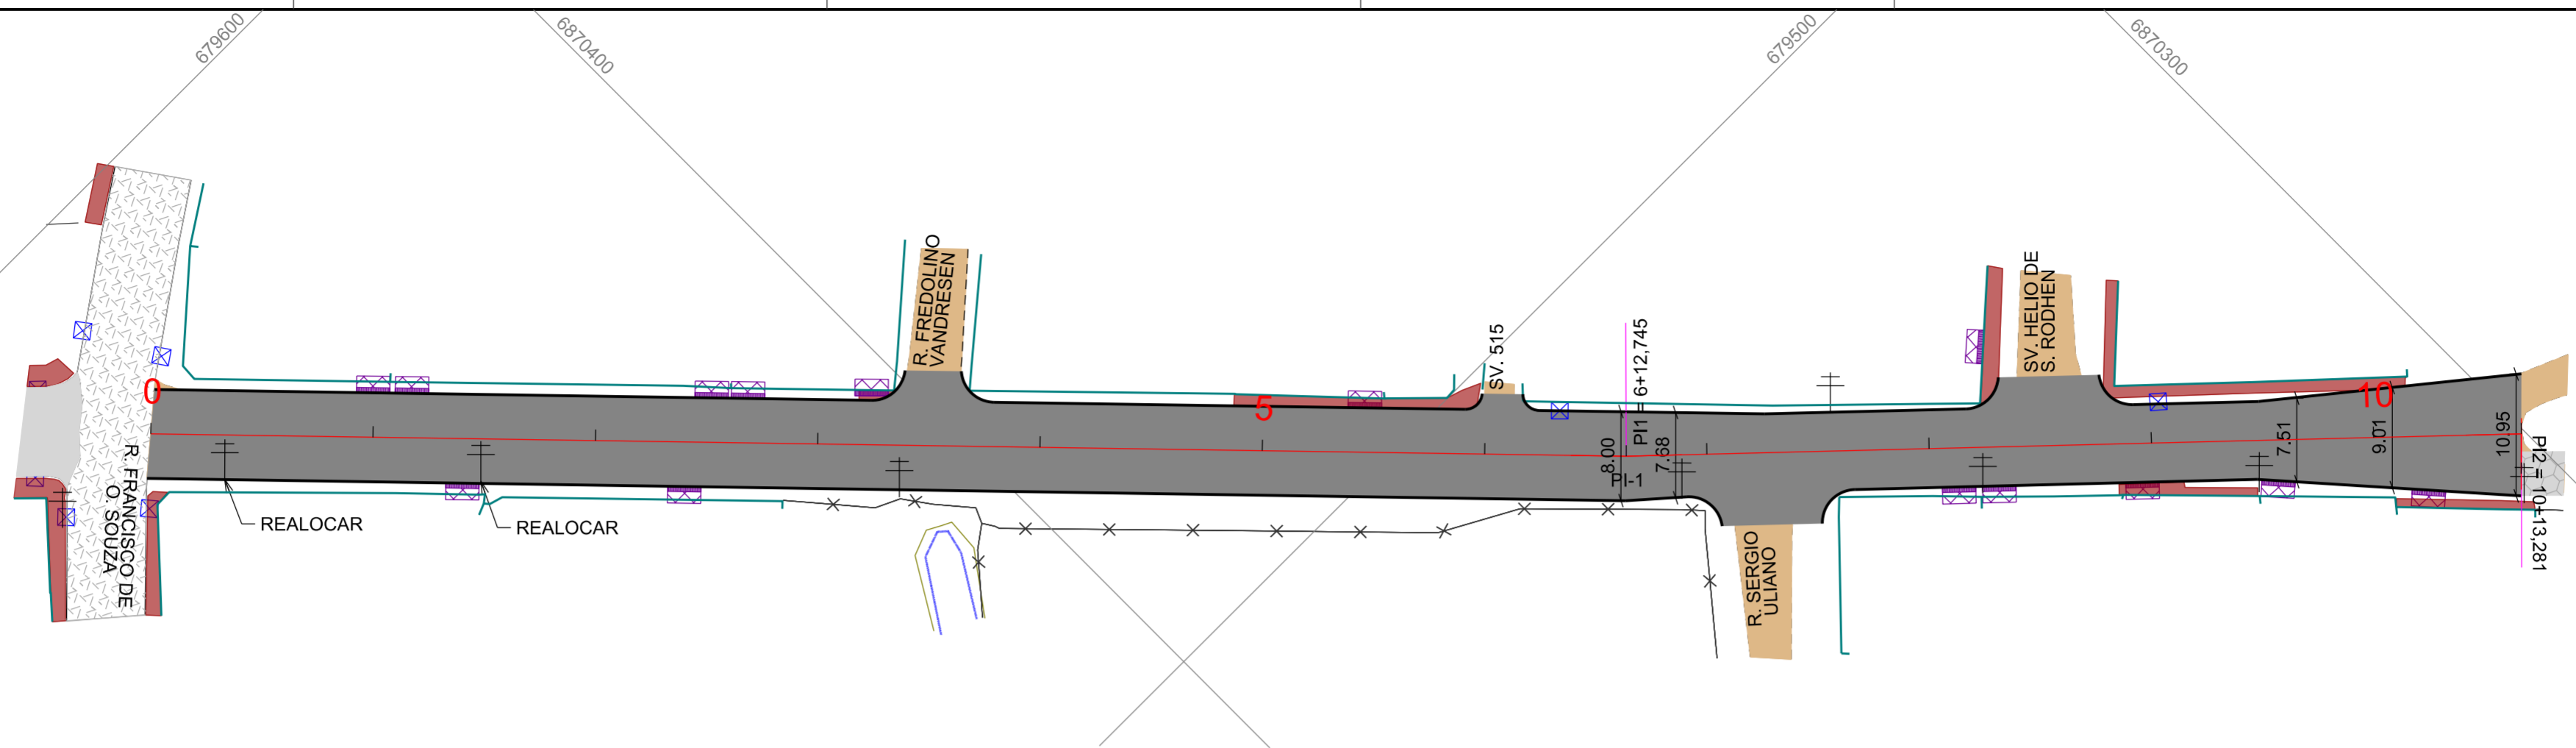 679600
6870400
679500
6870300
R. FREDOLINO
VANDRESEN
SV. 515
PI1 = 6+12,745
SV. HELIO DE
S. RODHEN
0
5
10
8.00
7.68
PI-1
7.51
9.01
10.95
PI2 = 10+13,281
R. FRANCISCO DE
O. SOUZA
REALOCAR
REALOCAR
R. SERGIO
ULIANO